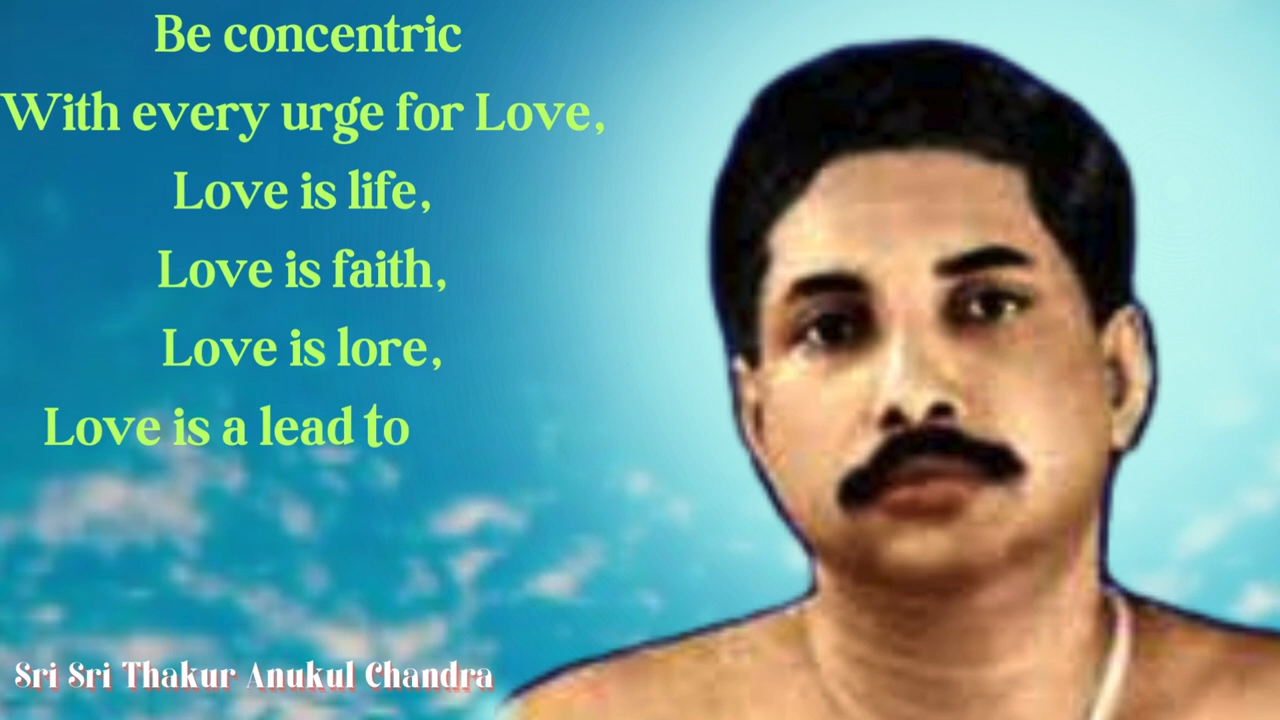 Be concentric
With every urge for Love,
Love is life,
Love is faith,
Love is lore,
Love is a lead to
Sri Sri Thakur Anukul Chandra